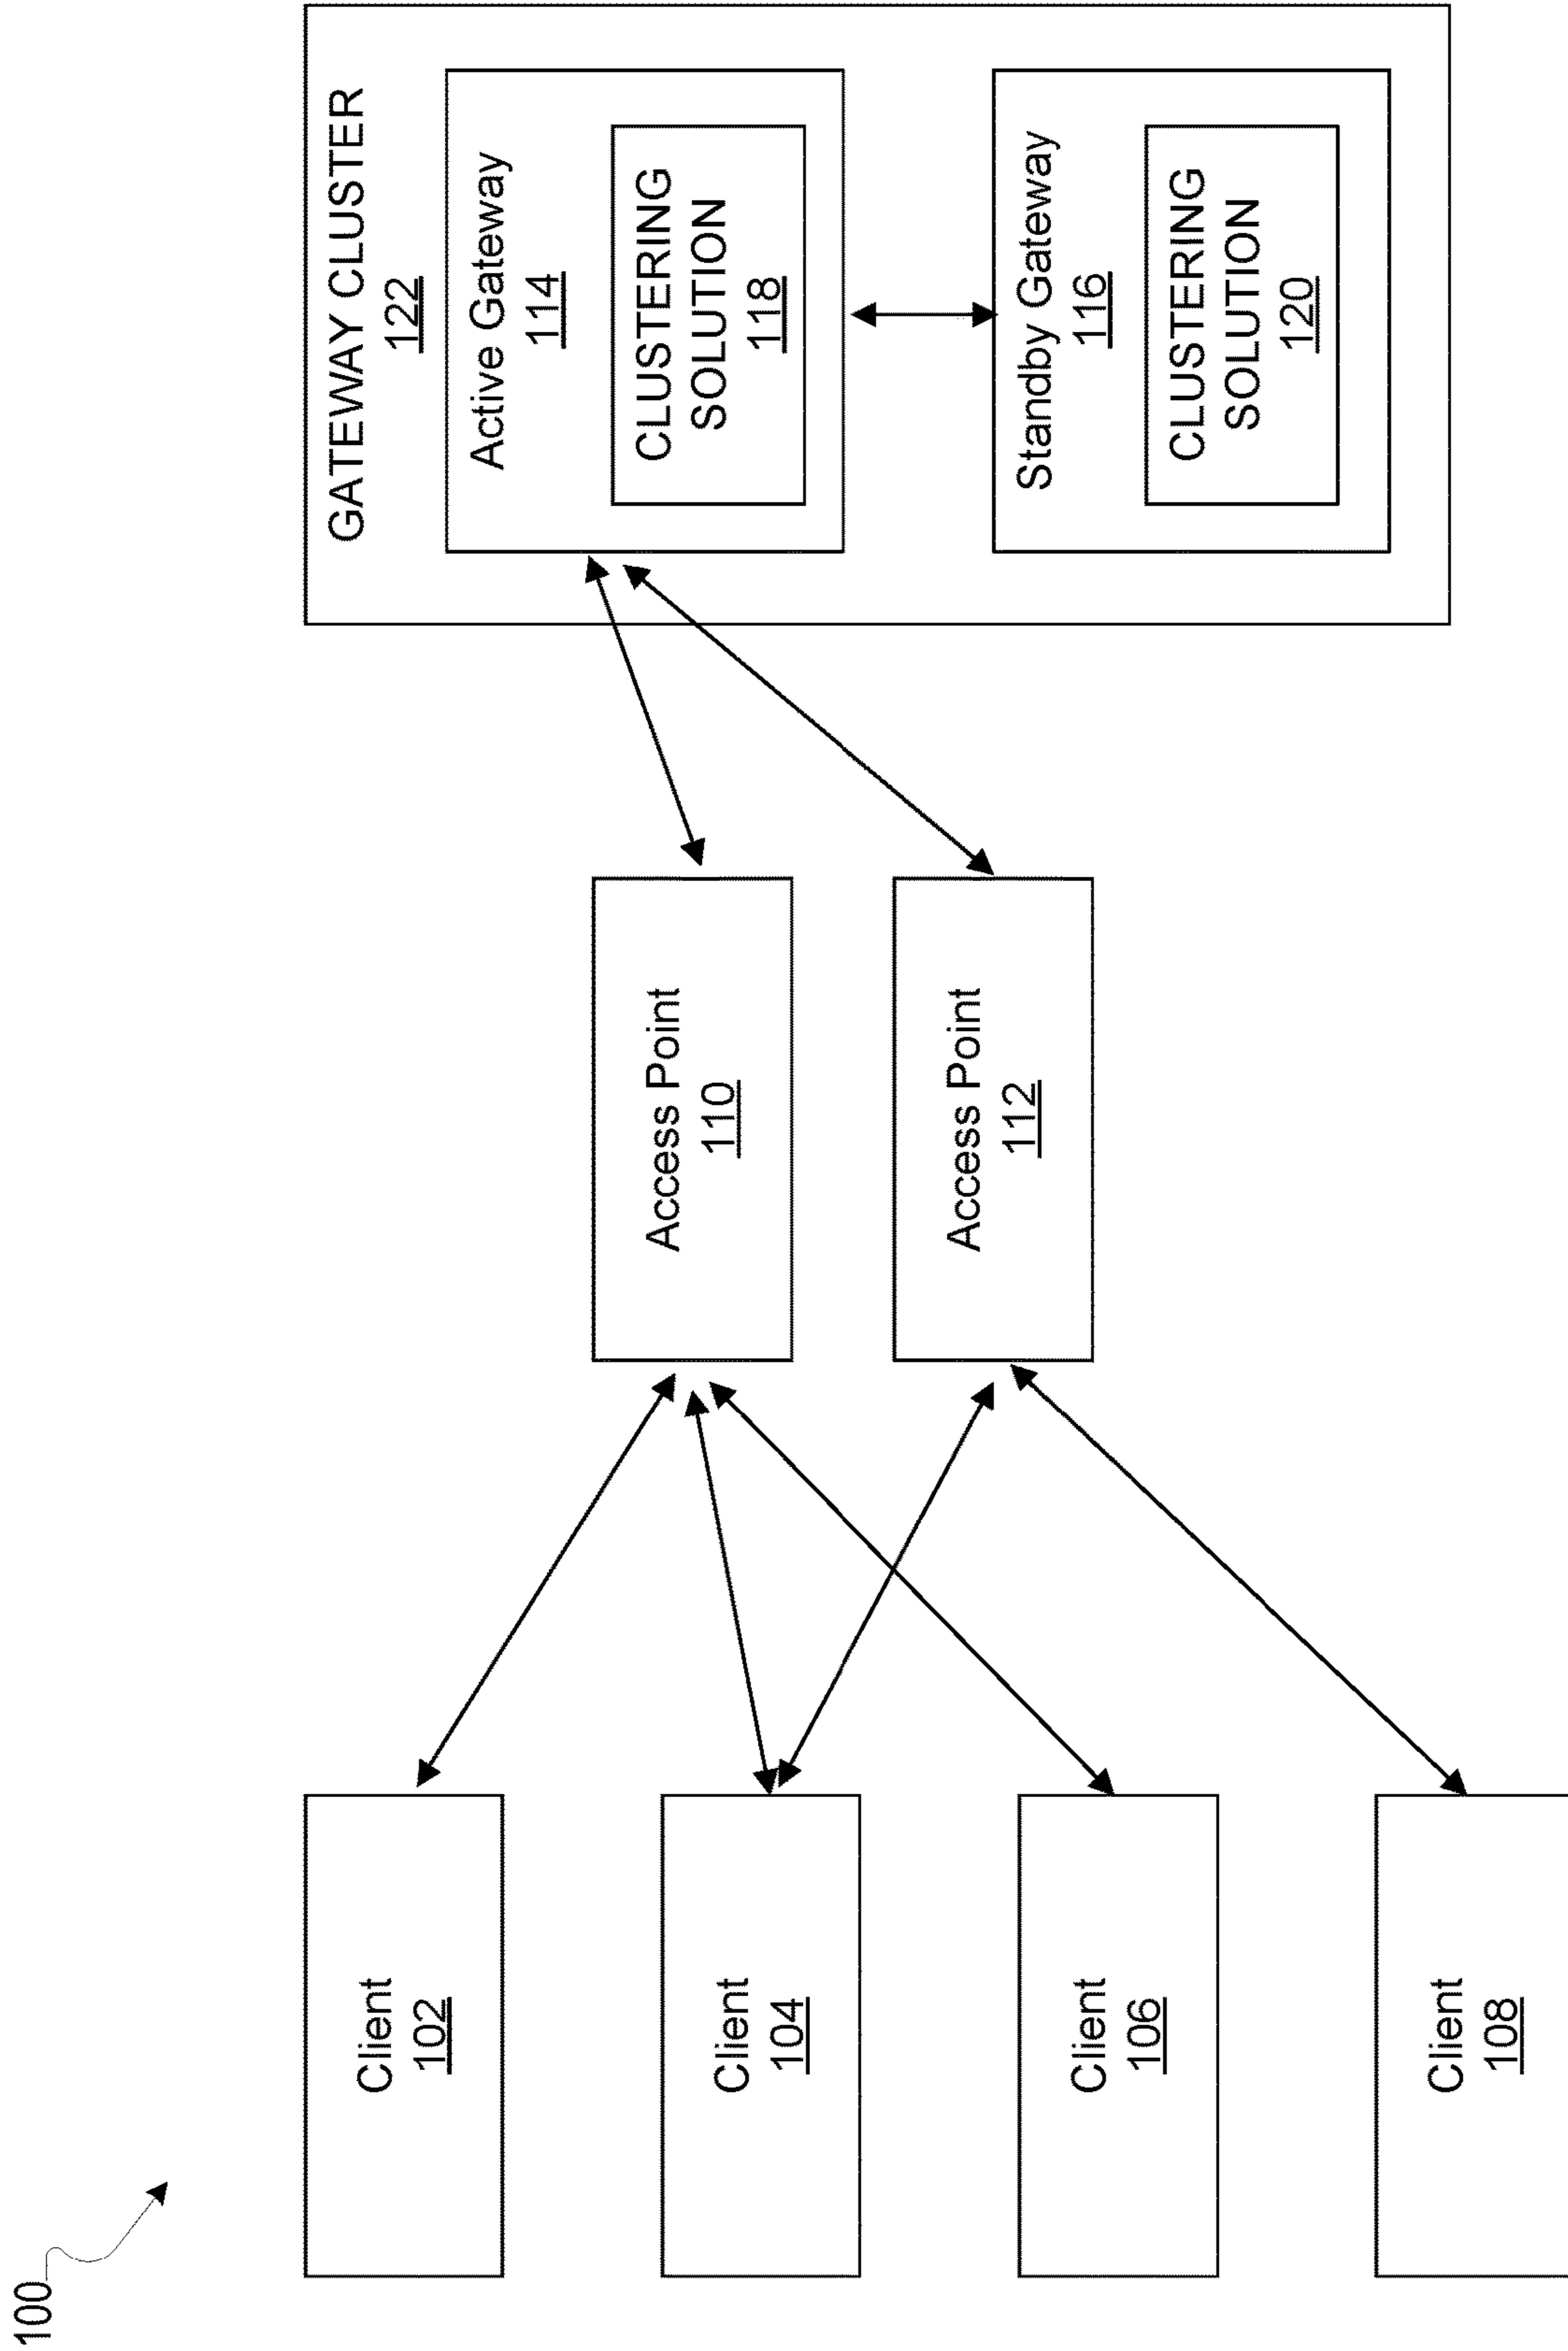 100
Client
102
Client
104
Client
106
Client
108
Access Point
110
Access Point
112
GATEWAY CLUSTER
122
Active Gateway
114
CLUSTERING
SOLUTION
118
Standby Gateway
116
CLUSTERING
SOLUTION
120